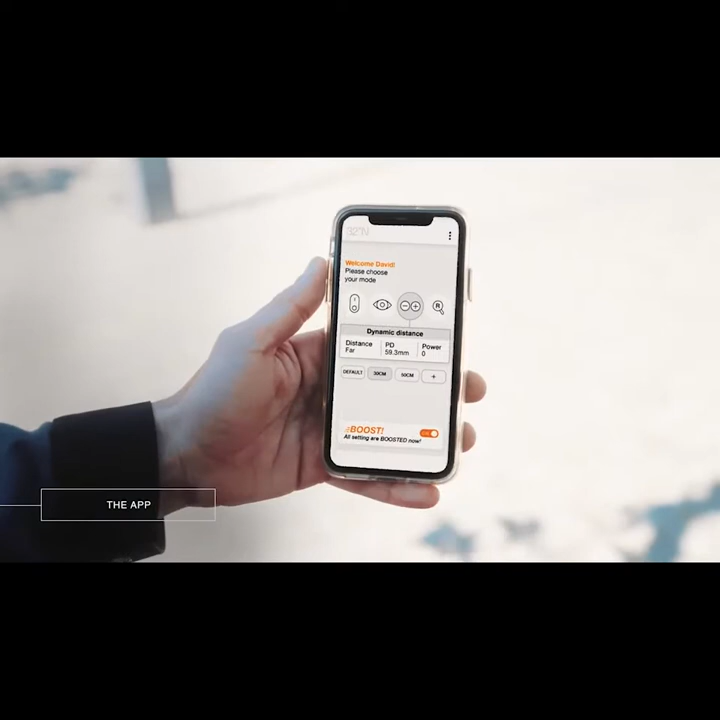 32°N
Welcome David!
Please choose
your mode
Dynamic distance
Distance PD Power
Far 59.3mm 0
DEFAULT 30CM 50CM +
BOOST!
All setting are BOOSTED now!
THE APP